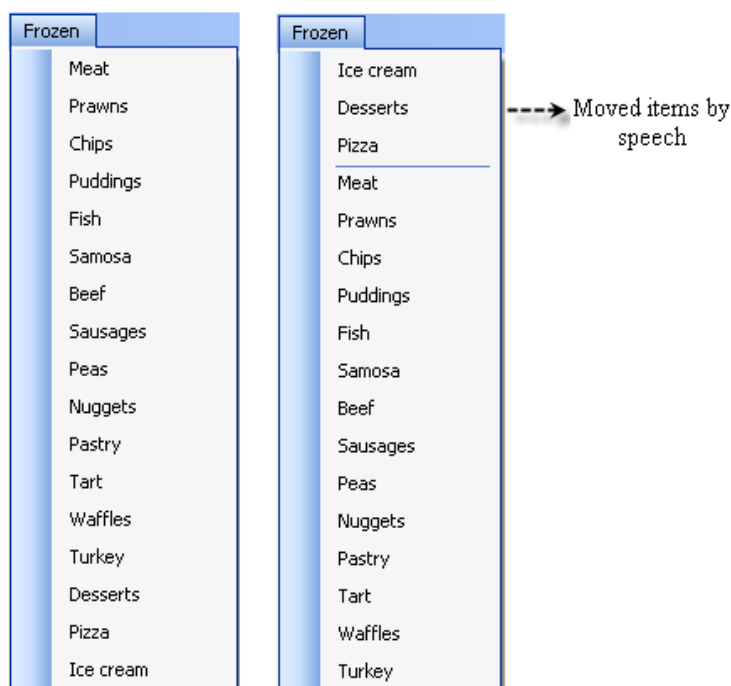 Frozen
Meat
Prawns
Chips
Puddings
Fish
Samosa
Beef
Sausages
Peas
Nuggets
Pastry
Tart
Waffles
Turkey
Desserts
Pizza
Ice cream
Frozen
Ice cream
Desserts
Pizza
Meat
Prawns
Chips
Puddings
Fish
Samosa
Beef
Sausages
Peas
Nuggets
Pastry
Tart
Waffles
Turkey
Moved items by
speech